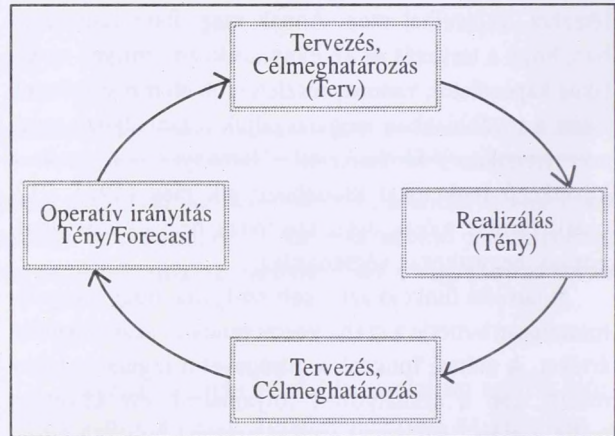 Tervezés,
Célmeghatározás
(Terv)
Operatív irányítás
Tény/Forecast
Realizálás
(Tény)
Tervezés,
Célmeghatározás